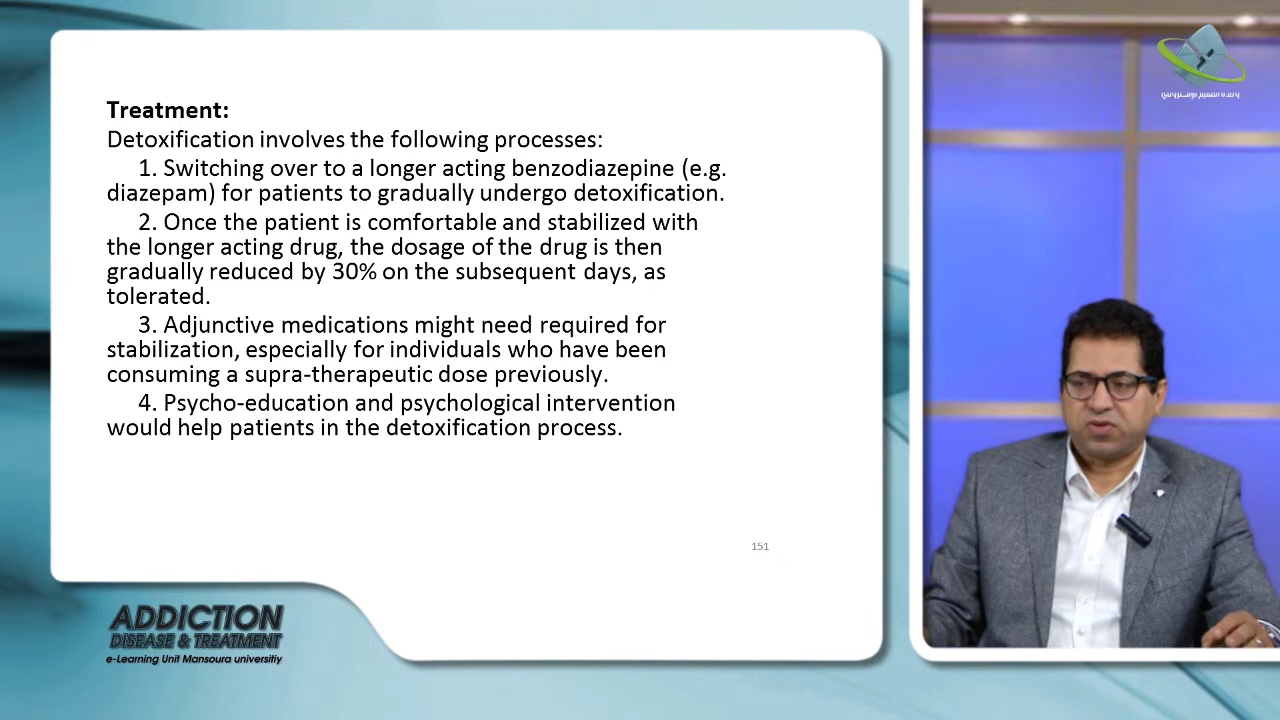 Treatment:
Detoxification involves the following processes:
1. Switching over to a longer acting benzodiazepine (e.g.
diazepam) for patients to gradually undergo detoxification.
2. Once the patient is comfortable and stabilized with
the longer acting drug, the dosage of the drug is then
gradually reduced by 30% on the subsequent days, as
tolerated.
3. Adjunctive medications might need required for
stabilization, especially for individuals who have been
consuming a supra-therapeutic dose previously.
4. Psycho-education and psychological intervention
would help patients in the detoxification process.
151
ADDICTION
DISEASE & TREATMENT
e-Learning Unit Mansoura universitiy